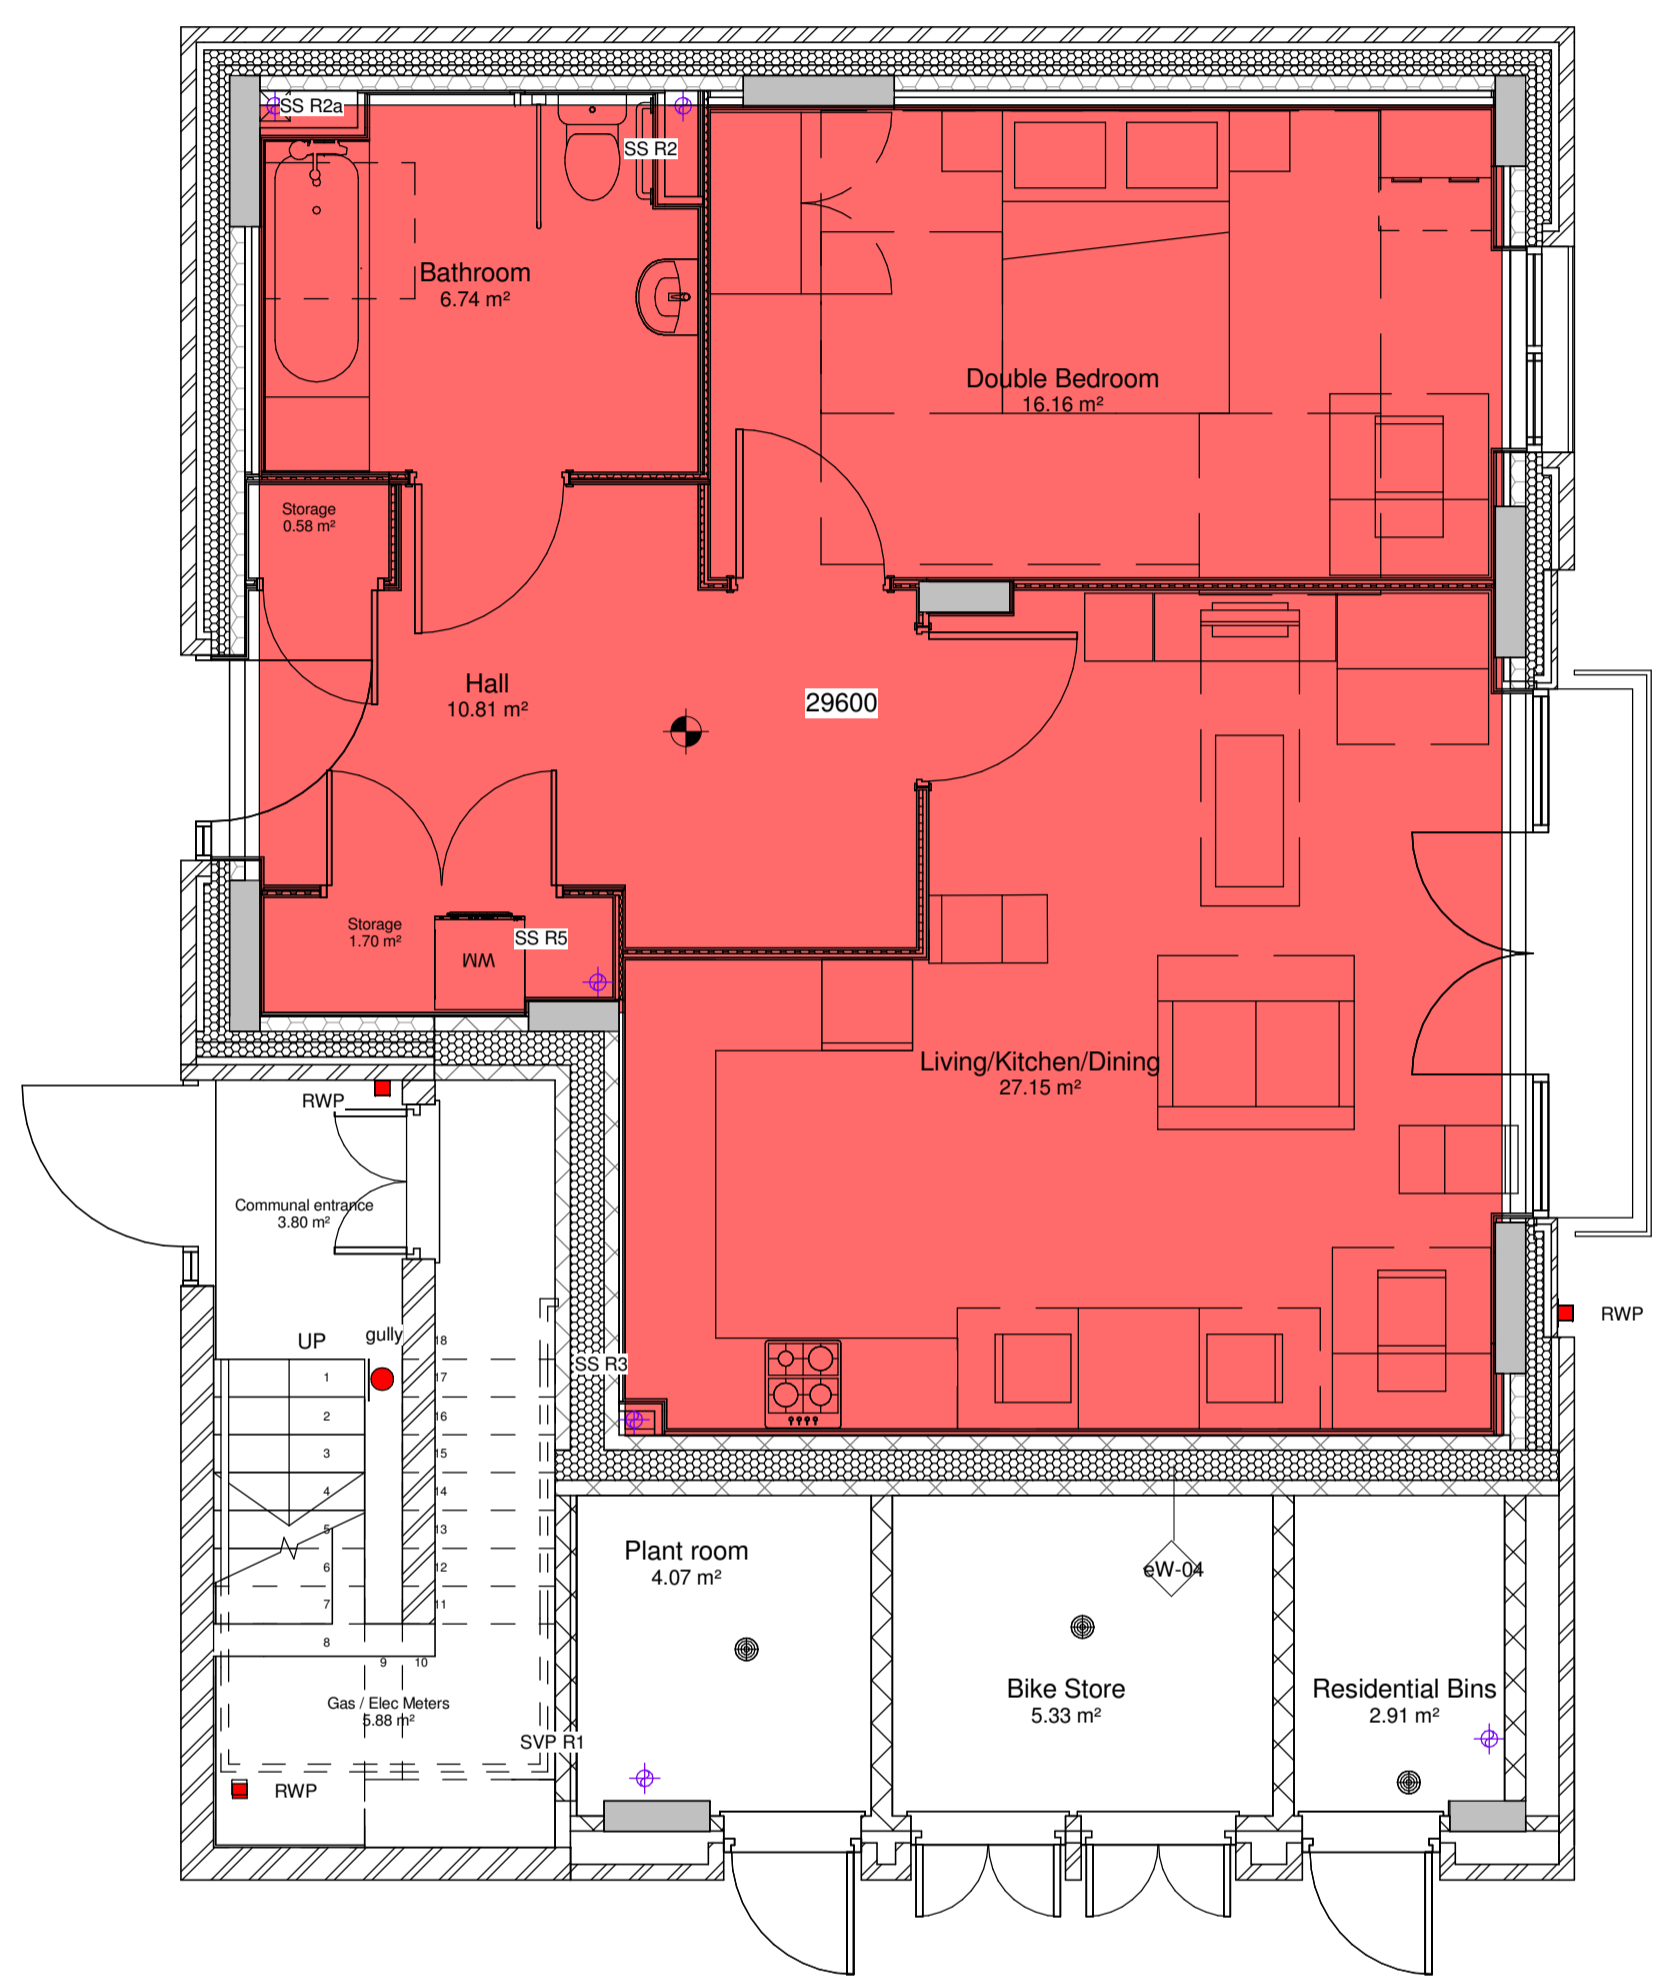 SS R2a
SS R2
Bathroom
6.74 m²
Double Bedroom
16.16 m²
Storage
0.58 m²
Hall
10.81 m²
29600
Storage
1.70 m²
WM
SS R5
Living/Kitchen/Dining
27.15 m²
RWP
Communal entrance
3.80 m²
UP
gully
RWP
SS R3
1
2
3
4
5
6
7
8
9
10
11
12
13
14
15
16
17
18
Plant room
4.07 m²
eW-04
Bike Store
5.33 m²
Residential Bins
2.91 m²
Gas / Elec Meters
5.88 m²
SVP R1
RWP